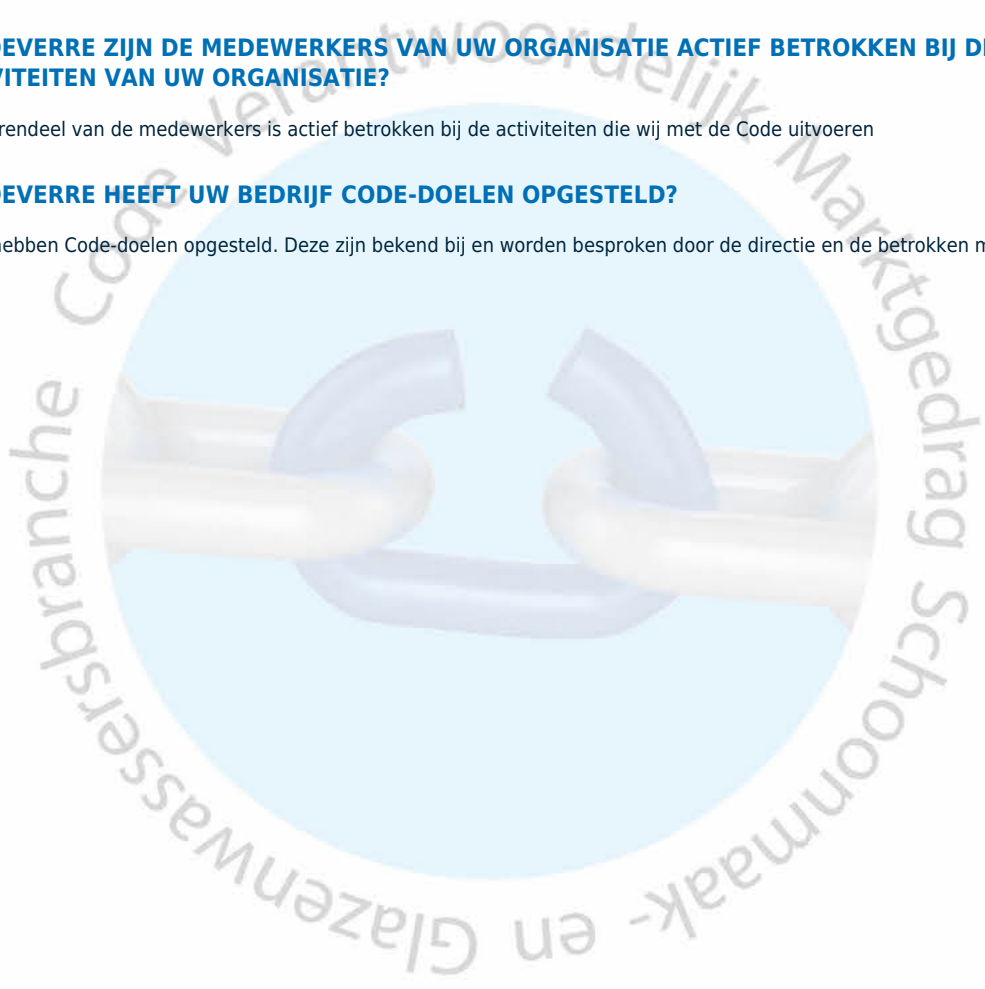 EVERRE ZIJN DE MEDEWERKERS VAN UW ORGANISATIE ACTIEF BETROKKEN BIJ
VITEITEN VAN UW ORGANISATIE?
rendeel van de medewerkers is actief betrokken bij de activiteiten die wij met de Code uitvoeren
EVERRE HEEFT UW BEDRIJF CODE-DOELEN OPGESTELD?
hebben Code-doelen opgesteld. Deze zijn bekend bij en worden besproken door de directie en de betrokken
Code Verantwoordelijk Marktgedrag Schoonmaak- en Glazenwassersbranche